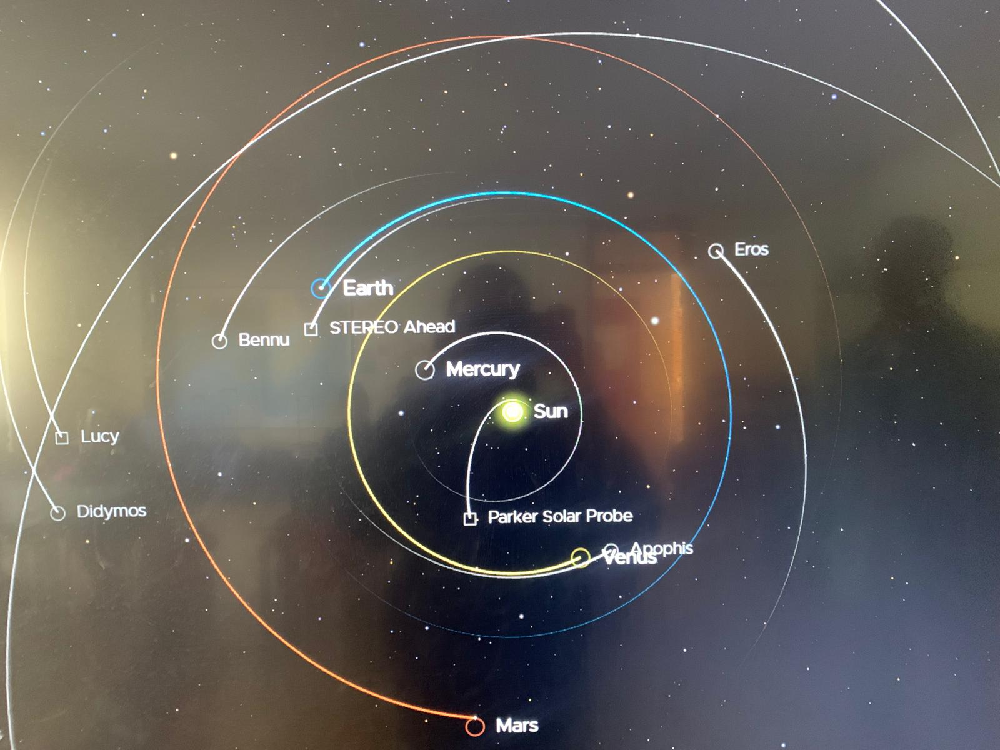 Eros
Earth
STEREO Ahead
Bennu
Mercury
Sun
Lucy
Didymos
Parker Solar Probe
Apophis
Venus
Mars